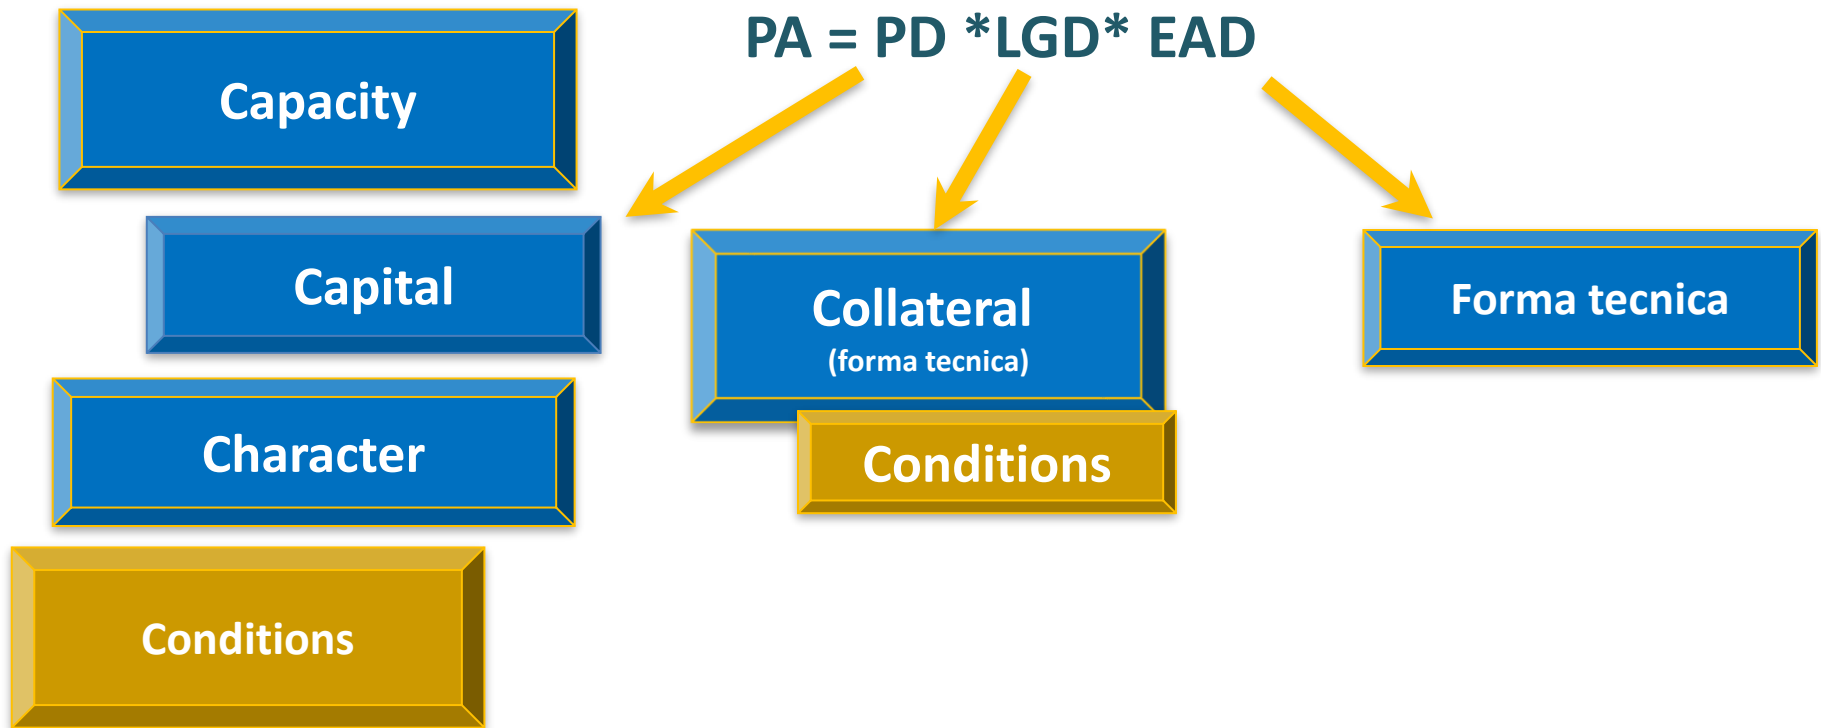 PA = PD *LGD* EAD
Capacity
Capital
Character
Conditions
Collateral
(forma tecnica)
Conditions
Forma tecnica